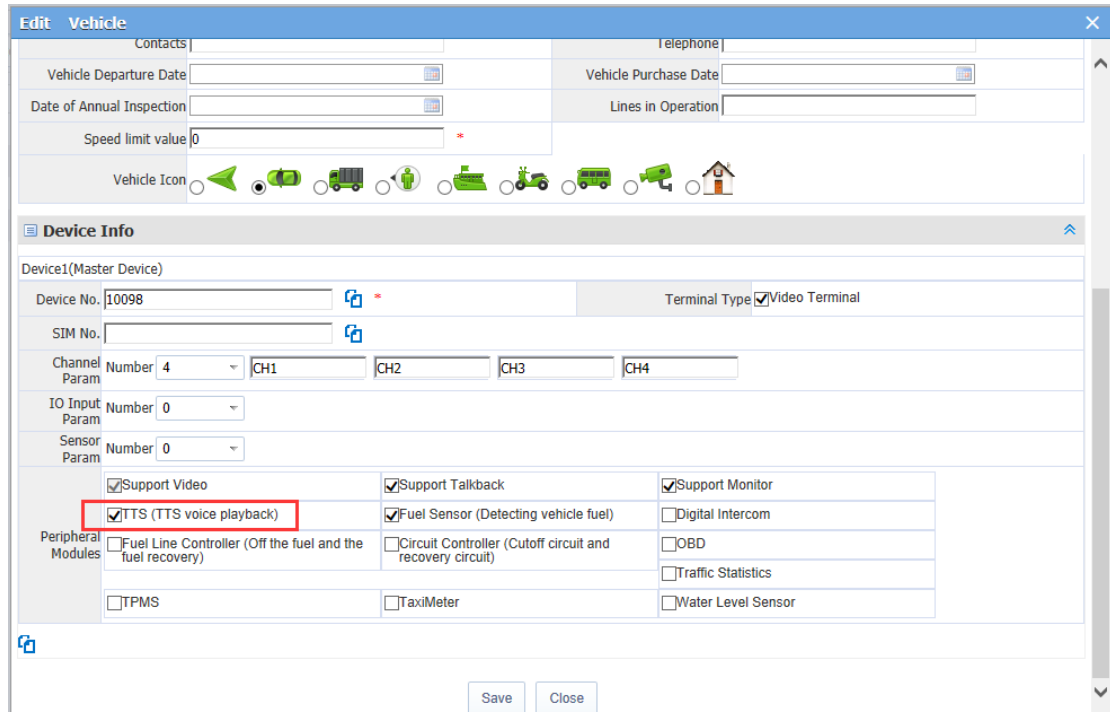 Edit Vehicle
Contacts Telephone
Vehicle Departure Date Vehicle Purchase Date
Date of Annual Inspection Lines in Operation
Speed limit value 0 *
Vehicle Icon
Device Info
Device1(Master Device)
Device No. 10098 * Terminal Type Video Terminal
SIM No.
Channel Param Number 4 CH1 CH2 CH3 CH4
IO Input Param Number 0
Sensor Param Number 0
Peripheral Modules
Support Video Support Talkback Support Monitor
TTS (TTS voice playback) Fuel Sensor (Detecting vehicle fuel) Digital Intercom
Fuel Line Controller (Off the fuel and the fuel recovery) Circuit Controller (Cutoff circuit and recovery circuit) OBD
Traffic Statistics
TPMS TaxiMeter Water Level Sensor
Save Close